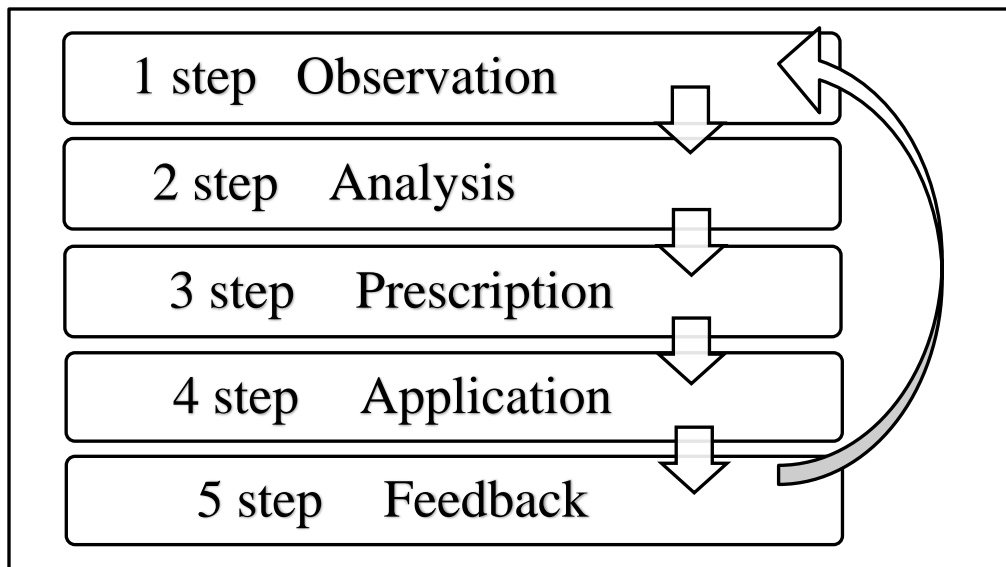 1 step Observation
2 step Analysis
3 step Prescription
4 step Application
5 step Feedback